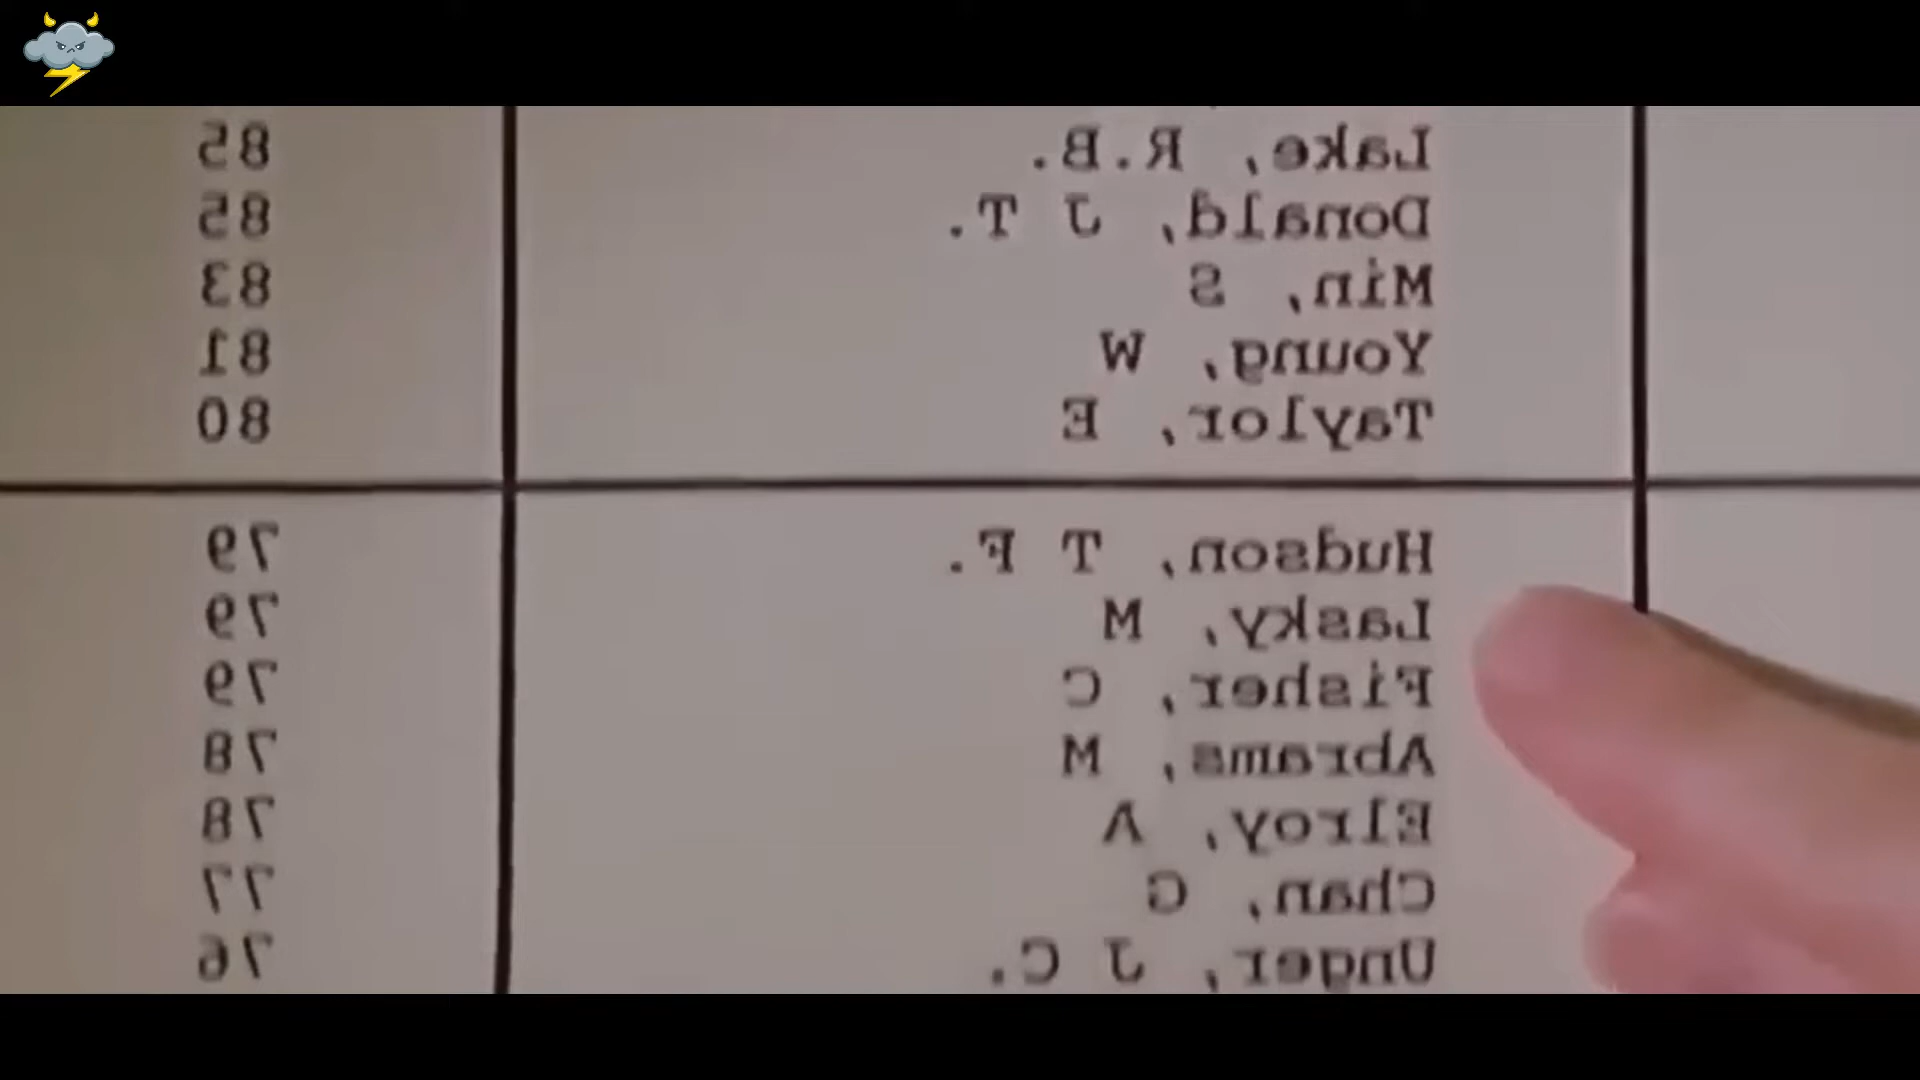 Lake, R.B. 85
Donald, J T. 85
Min, S 83
Young, W 81
Taylor, E 80
Hudson, T F. 79
Lasky, M 79
Fisher, C 79
Abrams, M 78
Elroy, A 78
Chan, G 77
Unger, J C. 76